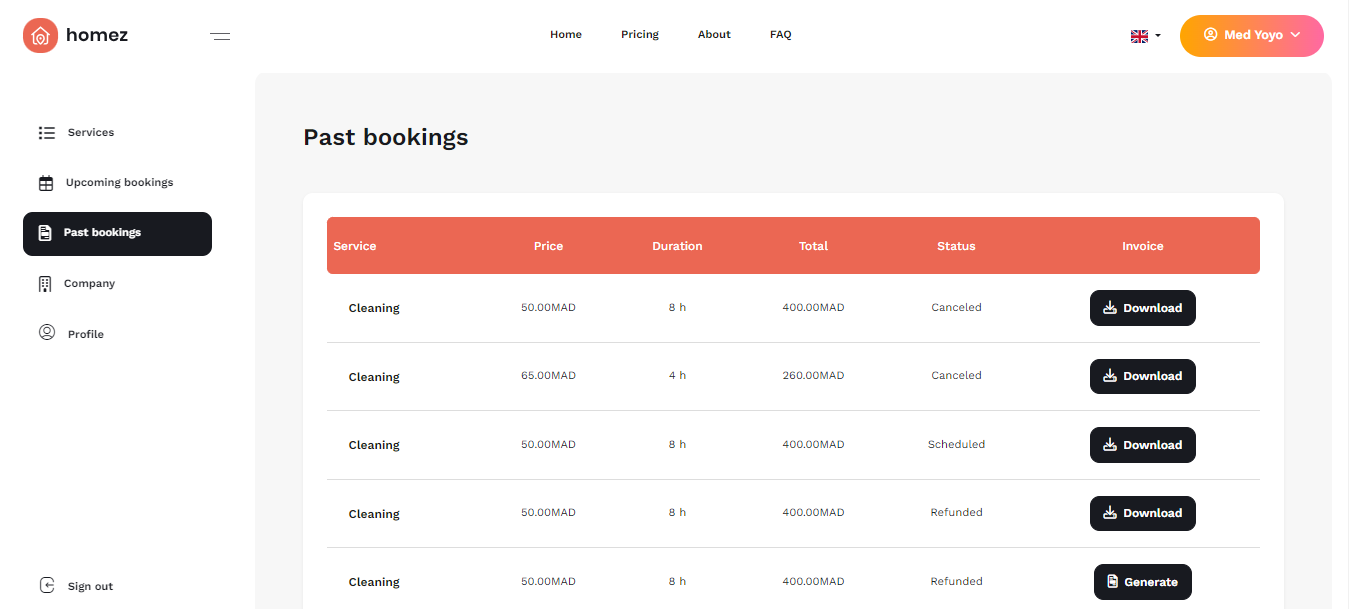 homez
Home Pricing About FAQ
Med Yoyo
Services
Upcoming bookings
Past bookings
Company
Profile
Sign out
Past bookings
Service Price Duration Total Status Invoice
Cleaning 50.00MAD 8 h 400.00MAD Canceled Download
Cleaning 65.00MAD 4 h 260.00MAD Canceled Download
Cleaning 50.00MAD 8 h 400.00MAD Scheduled Download
Cleaning 50.00MAD 8 h 400.00MAD Refunded Download
Cleaning 50.00MAD 8 h 400.00MAD Refunded Generate